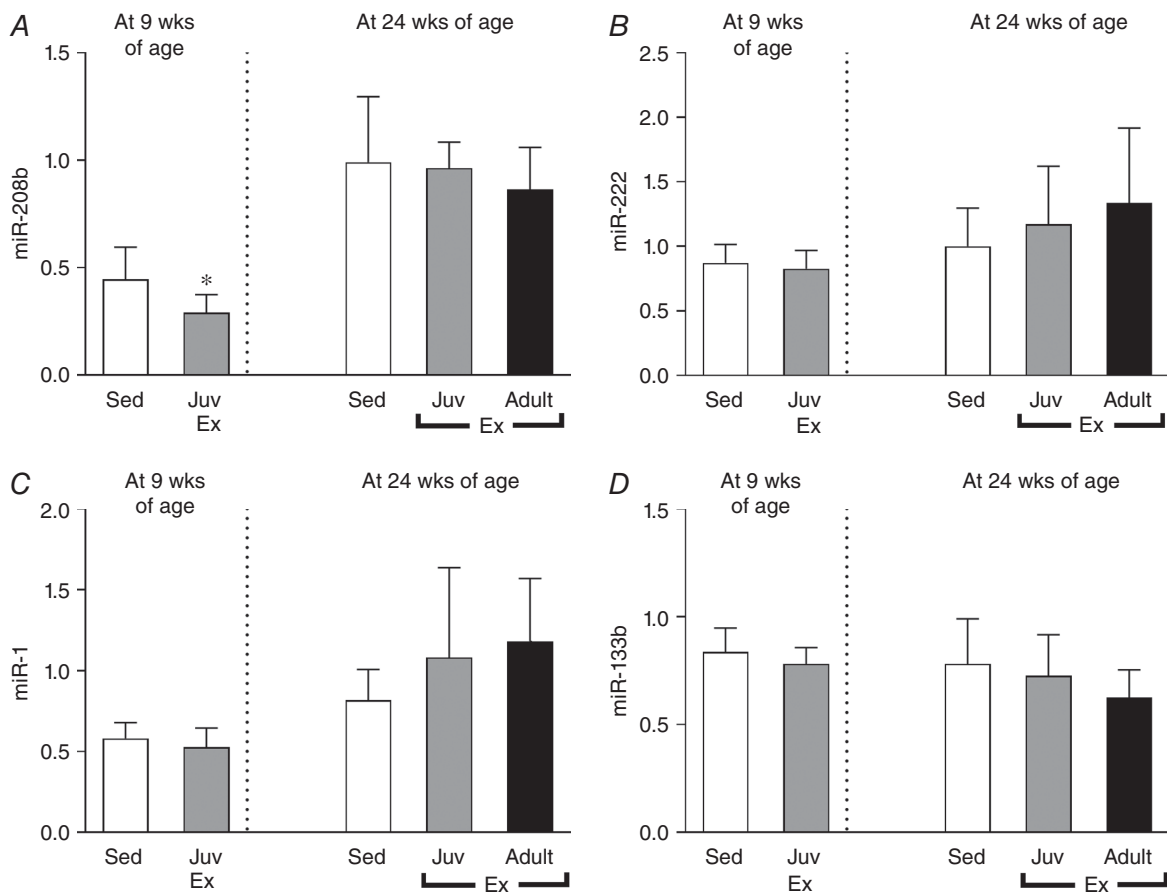 A
At 9 wks
of age
At 24 wks of age
1.5
1.0
0.5
0.0
miR-208b
*
Sed
Juv
Ex
Sed
Juv
Adult
Ex
B
At 9 wks
of age
At 24 wks of age
2.5
2.0
1.5
1.0
0.5
0.0
miR-222
Sed
Juv
Ex
Sed
Juv
Adult
Ex
C
At 9 wks
of age
At 24 wks of age
2.0
1.5
1.0
0.5
0.0
miR-1
Sed
Juv
Ex
Sed
Juv
Adult
Ex
D
At 9 wks
of age
At 24 wks of age
1.5
1.0
0.5
0.0
miR-133b
Sed
Juv
Ex
Sed
Juv
Adult
Ex